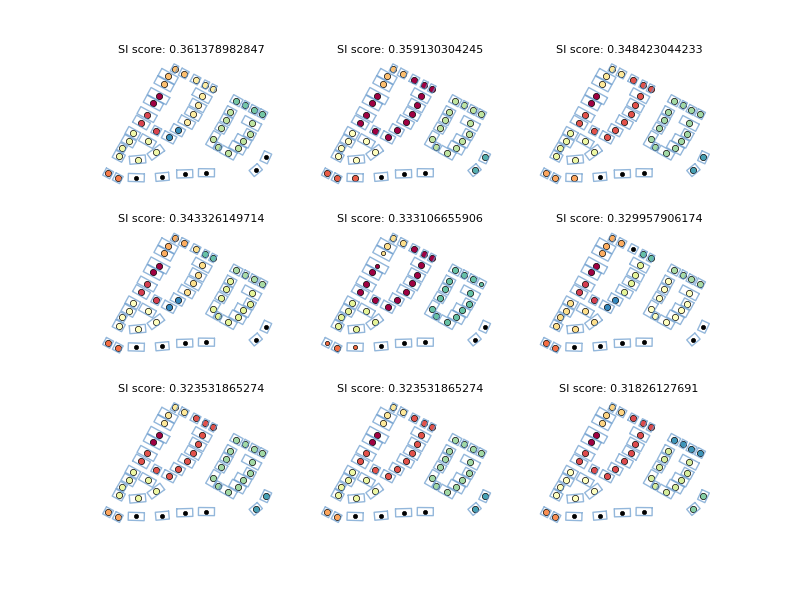 SI score: 0.361378982847
SI score: 0.359130304245
SI score: 0.348423044233
SI score: 0.343326149714
SI score: 0.333106655906
SI score: 0.329957906174
SI score: 0.323531865274
SI score: 0.323531865274
SI score: 0.31826127691